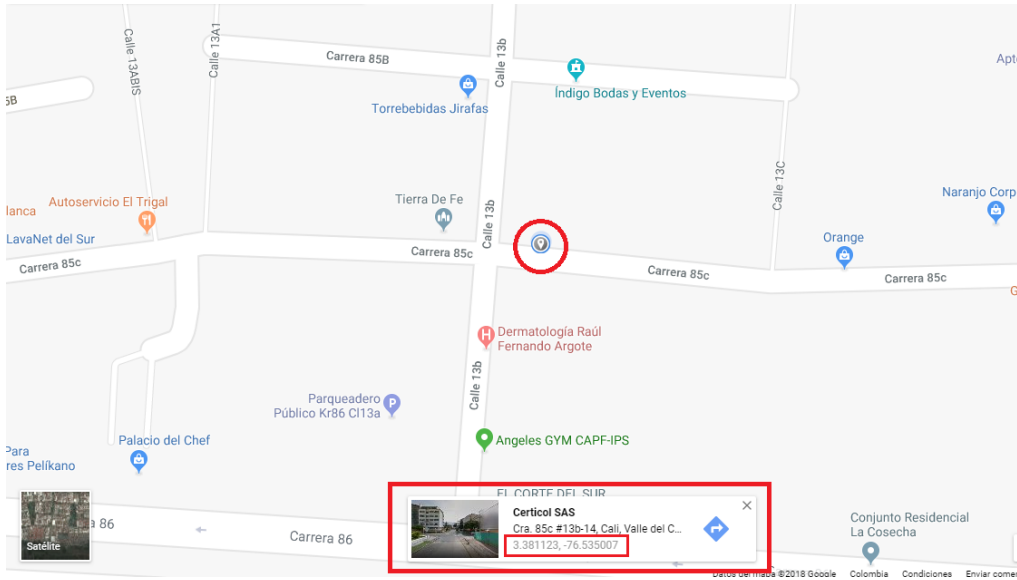 Calle 13ABIS
Calle 13A1
Carrera 85B
Calle 13b
Índigo Bodas y Eventos
Torrebebidas Jirafas
Apt
5B
Calle 13C
Autoservicio El Trigal
Tierra De Fe
Naranjo Corp
lanca
LavaNet del Sur
Calle 13b
Orange
Carrera 85c
Carrera 85c
Carrera 85c
Carrera 85c
G
H
Dermatología Raúl
Fernando Argote
Calle 13b
Parqueadero
Público Kr86 Cl13a
P
Palacio del Chef
Angeles GYM CAPF-IPS
Para
res Pelíkano
EL CORTE DEL SUR
Certicol SAS
Cra. 85c #13b-14, Cali, Valle del C...
3.381123, -76.535007
a 86
Carrera 86
Satélite
Conjunto Residencial
La Cosecha
Datos del mapa ©2018 Google Colombia Condiciones Enviar come